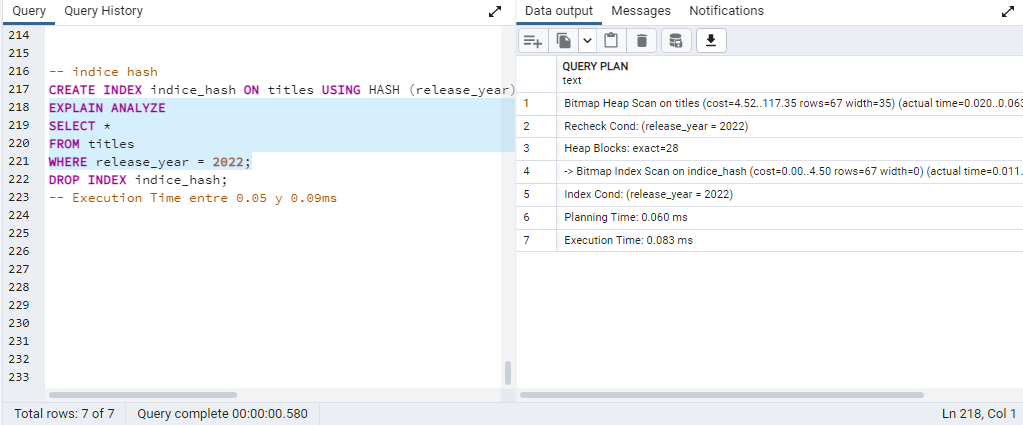 Query Query History
214
215
216 -- indice hash
217 CREATE INDEX indice_hash ON titles USING HASH (release_year)
218 EXPLAIN ANALYZE
219 SELECT *
220 FROM titles
221 WHERE release_year = 2022;
222 DROP INDEX indice_hash;
223 -- Execution Time entre 0.05 y 0.09ms
224
225
226
227
228
229
230
231
232
233
Data output Messages Notifications
QUERY PLAN
text
1 Bitmap Heap Scan on titles (cost=4.52..117.35 rows=67 width=35) (actual time=0.020..0.063
2 Recheck Cond: (release_year = 2022)
3 Heap Blocks: exact=28
4 -> Bitmap Index Scan on indice_hash (cost=0.00..4.50 rows=67 width=0) (actual time=0.011.
5 Index Cond: (release_year = 2022)
6 Planning Time: 0.060 ms
7 Execution Time: 0.083 ms
Total rows: 7 of 7 Query complete 00:00:00.580 Ln 218, Col 1